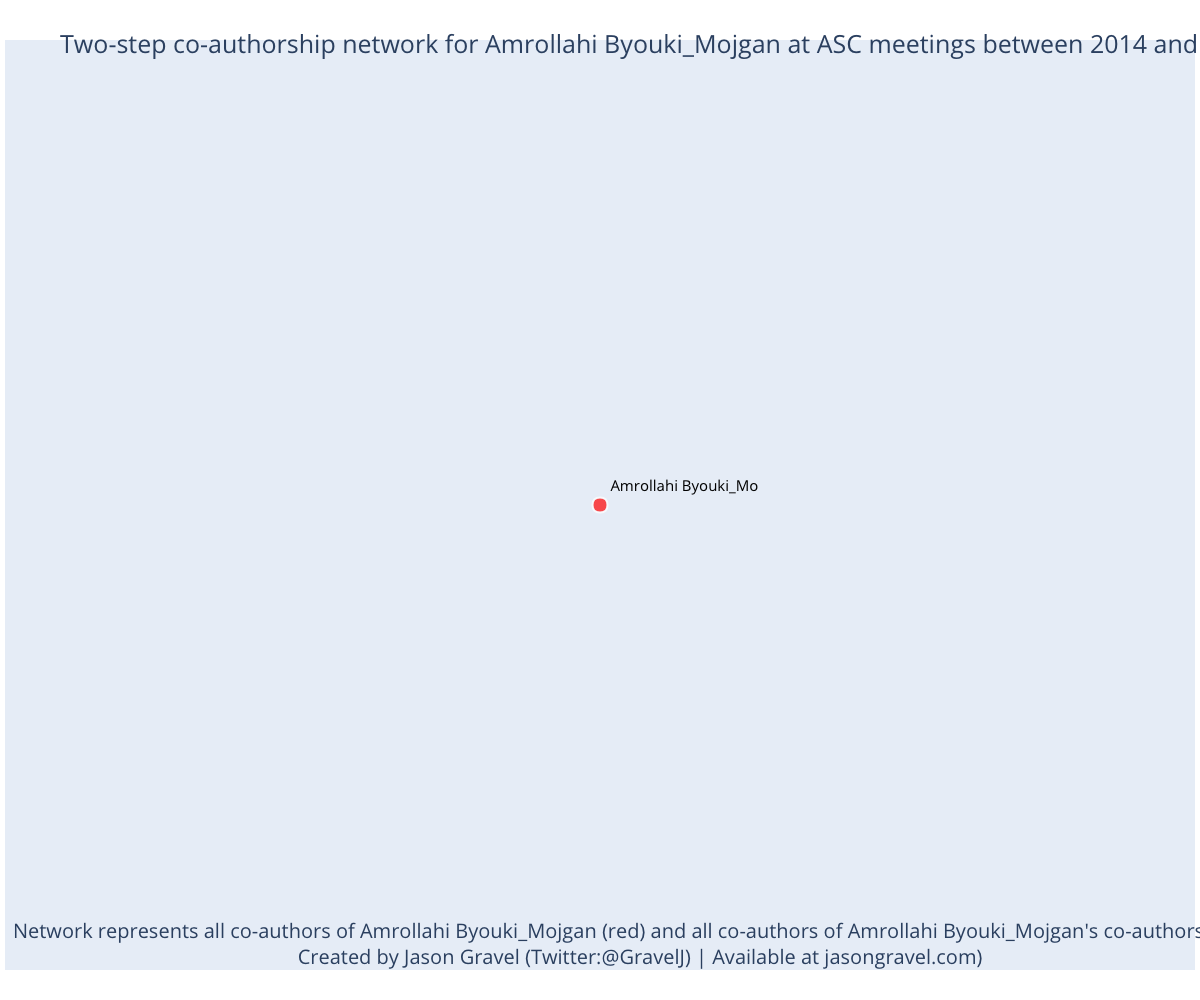 Two-step co-authorship network for Amrollahi Byouki_Mojgan at ASC meetings between 2014 and
Amrollahi Byouki_Mo
Network represents all co-authors of Amrollahi Byouki_Mojgan (red) and all co-authors of Amrollahi Byouki_Mojgan's co-authors
Created by Jason Gravel (Twitter:@GravelJ) | Available at jasongravel.com)